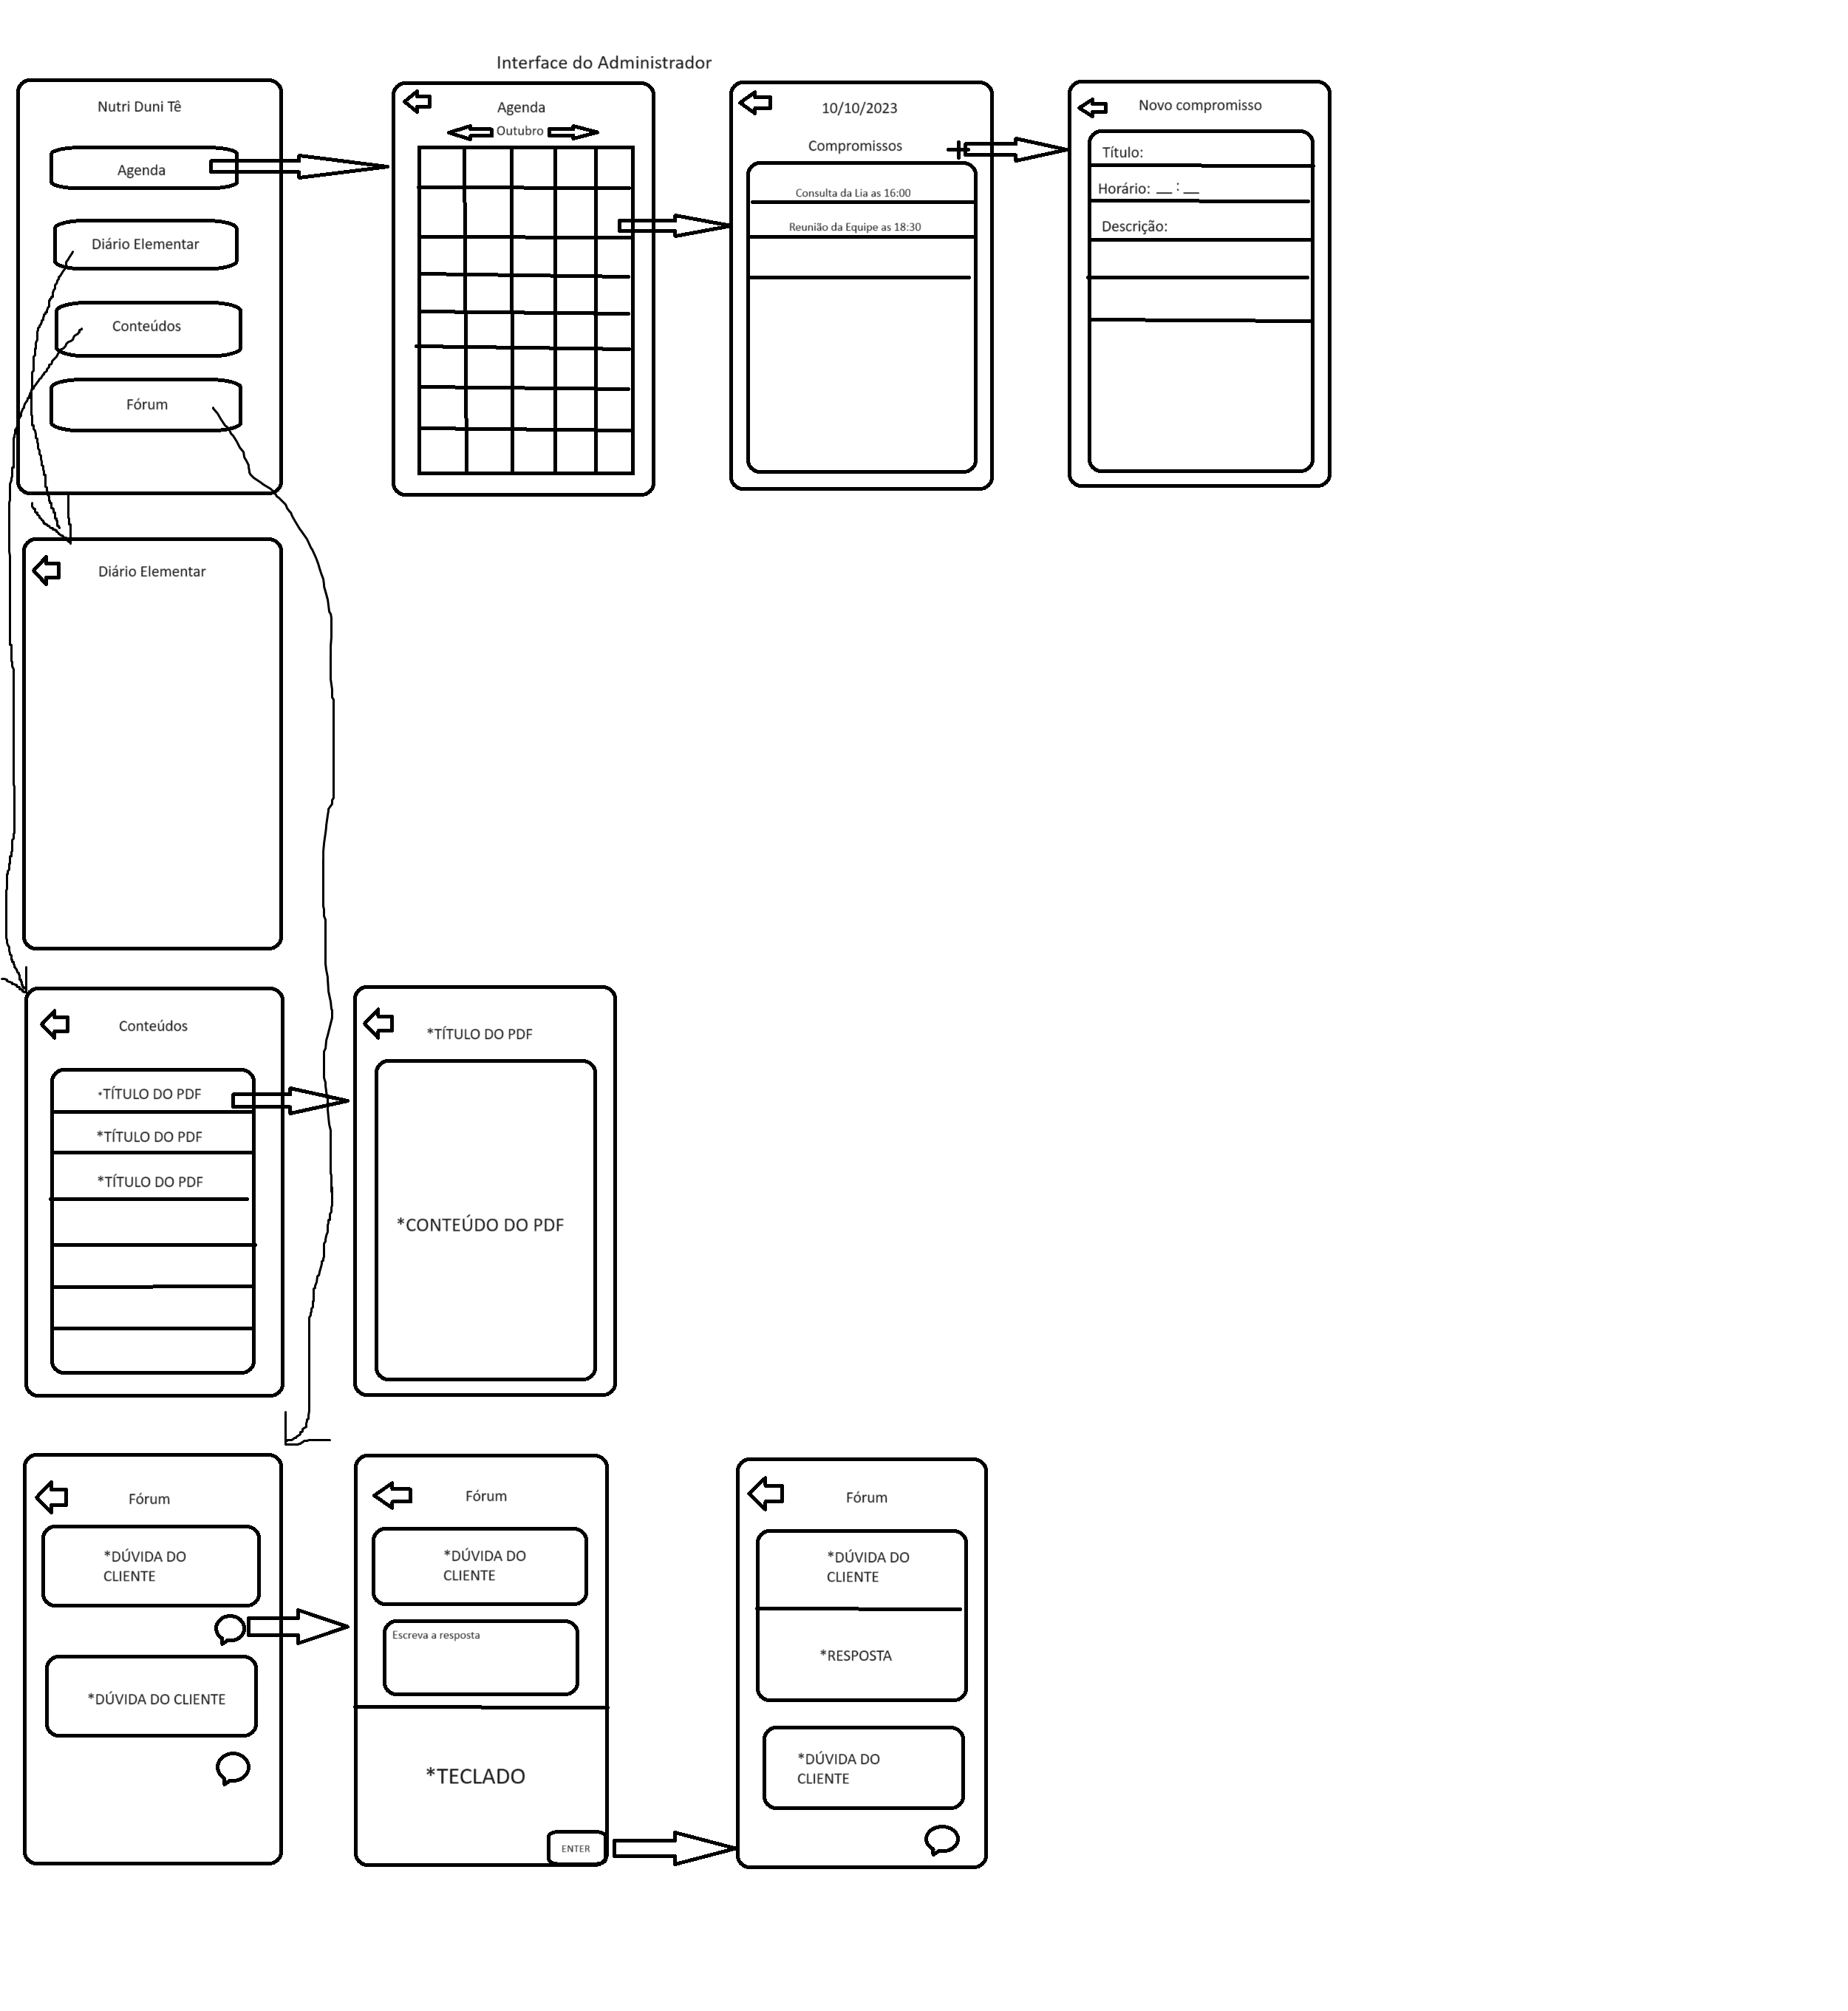 Interface do Administrador
Nutri Duni Tê
Agenda
Diário Elementar
Conteúdos
Fórum
Agenda
Outubro
10/10/2023
Compromissos
Consulta da Lia as 16:00
Reunião da Equipe as 18:30
Novo compromisso
Título:
Horário: __ : __
Descrição:
Diário Elementar
Conteúdos
*TÍTULO DO PDF
*TÍTULO DO PDF
*TÍTULO DO PDF
*TÍTULO DO PDF
*CONTEÚDO DO PDF
Fórum
*DÚVIDA DO
CLIENTE
*DÚVIDA DO CLIENTE
Fórum
*DÚVIDA DO
CLIENTE
Escreva a resposta
*TECLADO
ENTER
Fórum
*DÚVIDA DO
CLIENTE
*RESPOSTA
*DÚVIDA DO
CLIENTE